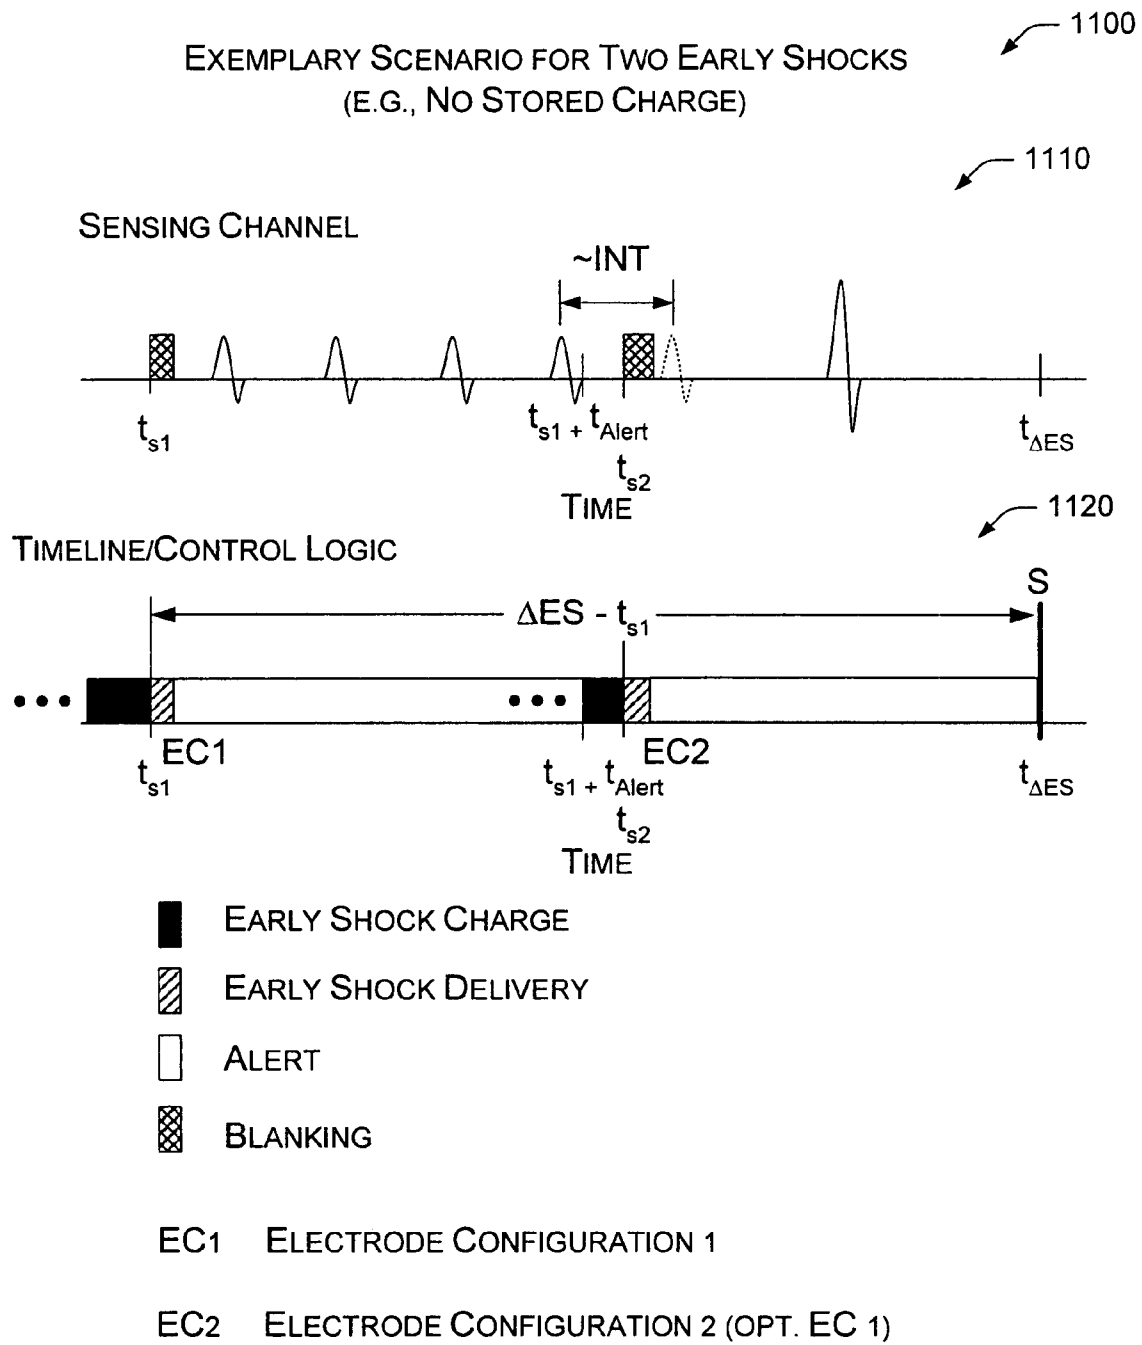 1100
EXEMPLARY SCENARIO FOR TWO EARLY SHOCKS
(E.G., NO STORED CHARGE)
1110
SENSING CHANNEL
~INT
ts1
ts1 + tAlert
ts2
tΔES
TIME
1120
TIMELINE/CONTROL LOGIC
S
ΔES - ts1
EC1
EC2
ts1
ts1 + tAlert
ts2
tΔES
TIME
EARLY SHOCK CHARGE
EARLY SHOCK DELIVERY
ALERT
BLANKING
EC1 ELECTRODE CONFIGURATION 1
EC2 ELECTRODE CONFIGURATION 2 (OPT. EC 1)